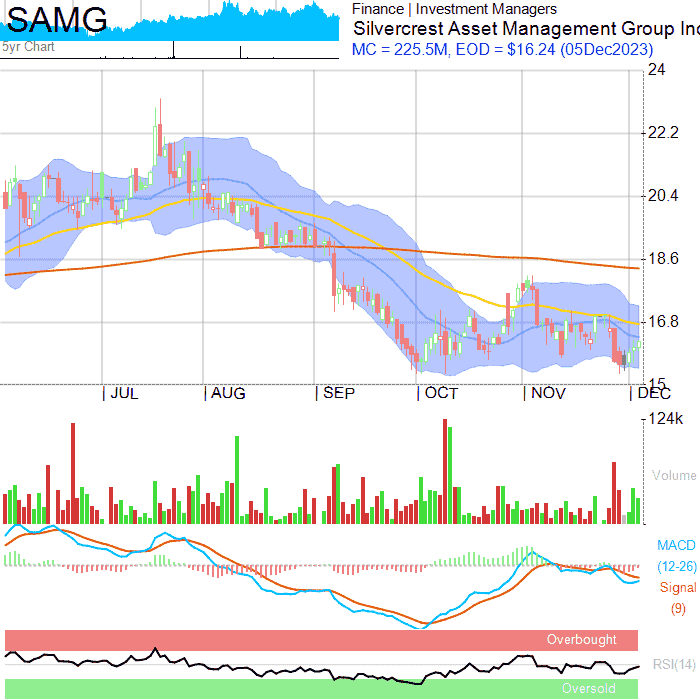 SAMG
5yr Chart
Finance | Investment Managers
Silvercrest Asset Management Group Inc
MC = 225.5M, EOD = $16.24 (05Dec2023)
24
22.2
20.4
18.6
16.8
15
JUL
AUG
SEP
OCT
NOV
DEC
124k
Volume
MACD
(12-26)
Signal
(9)
Overbought
RSI(14)
Oversold